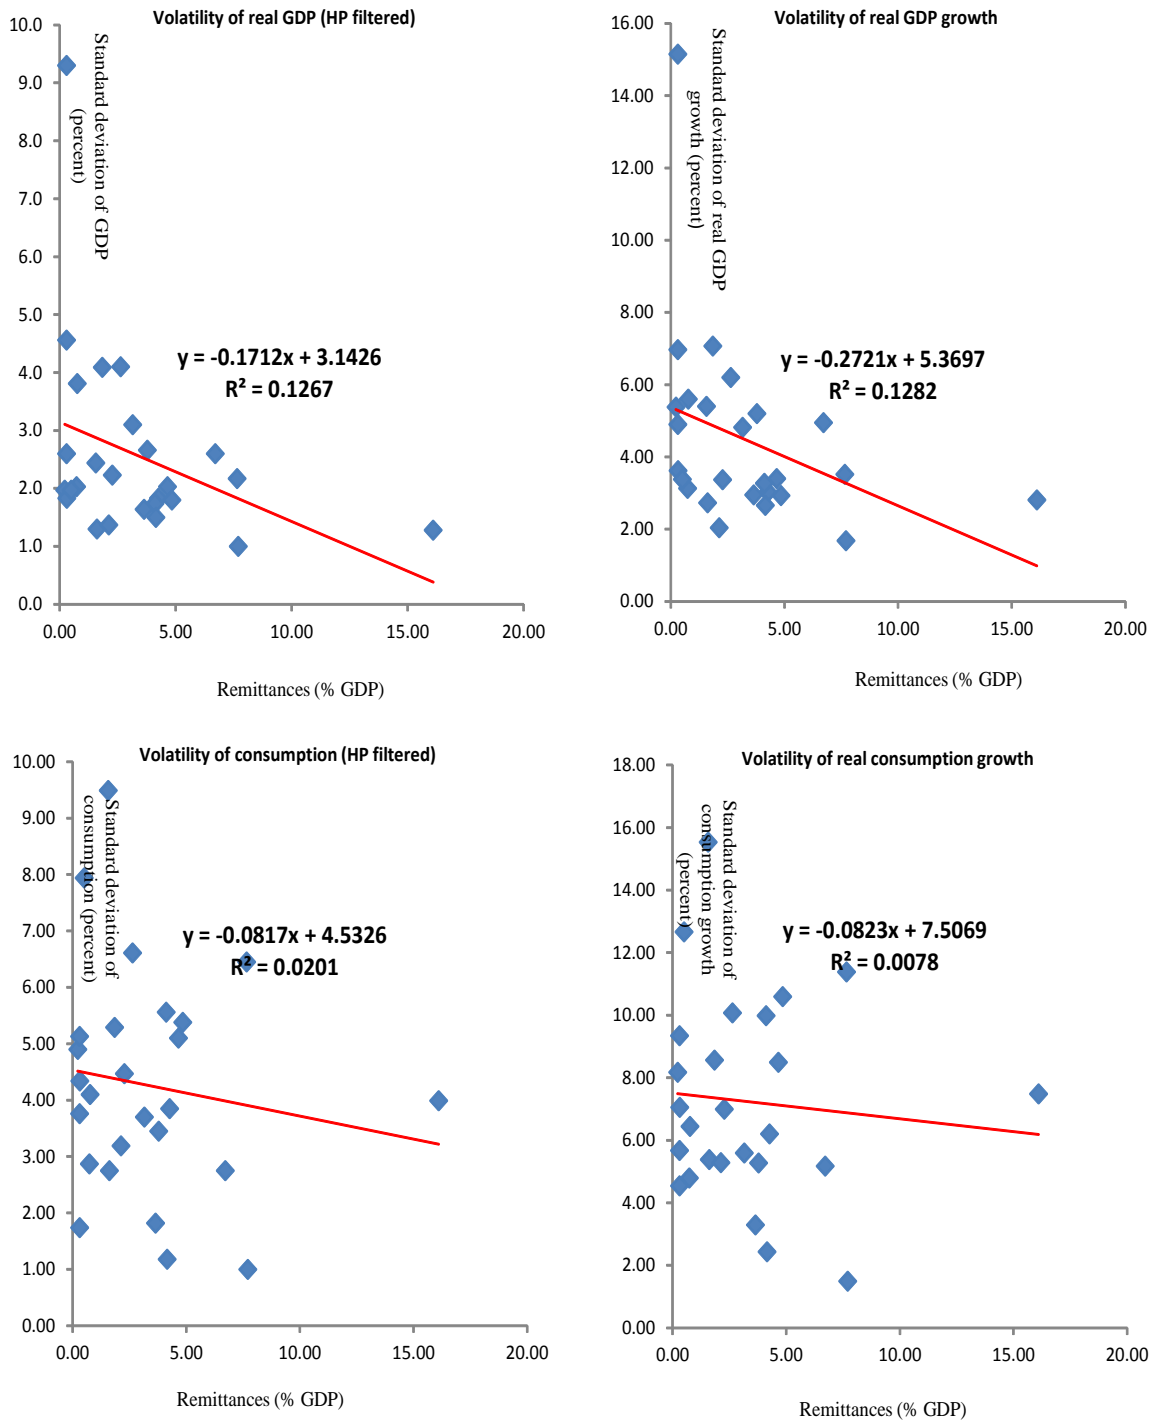 Volatility of real GDP (HP filtered)
10.0
9.0
8.0
7.0
6.0
5.0
4.0
3.0
2.0
1.0
0.0
Standard deviation of GDP
(percent)
y = -0.1712x + 3.1426
R² = 0.1267
0.00 5.00 10.00 15.00 20.00
Remittances (% GDP)
Volatility of real GDP growth
16.00
14.00
12.00
10.00
8.00
6.00
4.00
2.00
0.00
Standard deviation of real GDP
growth (percent)
y = -0.2721x + 5.3697
R² = 0.1282
0.00 5.00 10.00 15.00 20.00
Remittances (% GDP)
Volatility of consumption (HP filtered)
10.00
9.00
8.00
7.00
6.00
5.00
4.00
3.00
2.00
1.00
0.00
Standard deviation of
consumption (percent)
y = -0.0817x + 4.5326
R² = 0.0201
0.00 5.00 10.00 15.00 20.00
Remittances (% GDP)
Volatility of real consumption growth
18.00
16.00
14.00
12.00
10.00
8.00
6.00
4.00
2.00
0.00
Standard deviation of
consumption growth
(percent)
y = -0.0823x + 7.5069
R² = 0.0078
0.00 5.00 10.00 15.00 20.00
Remittances (% GDP)